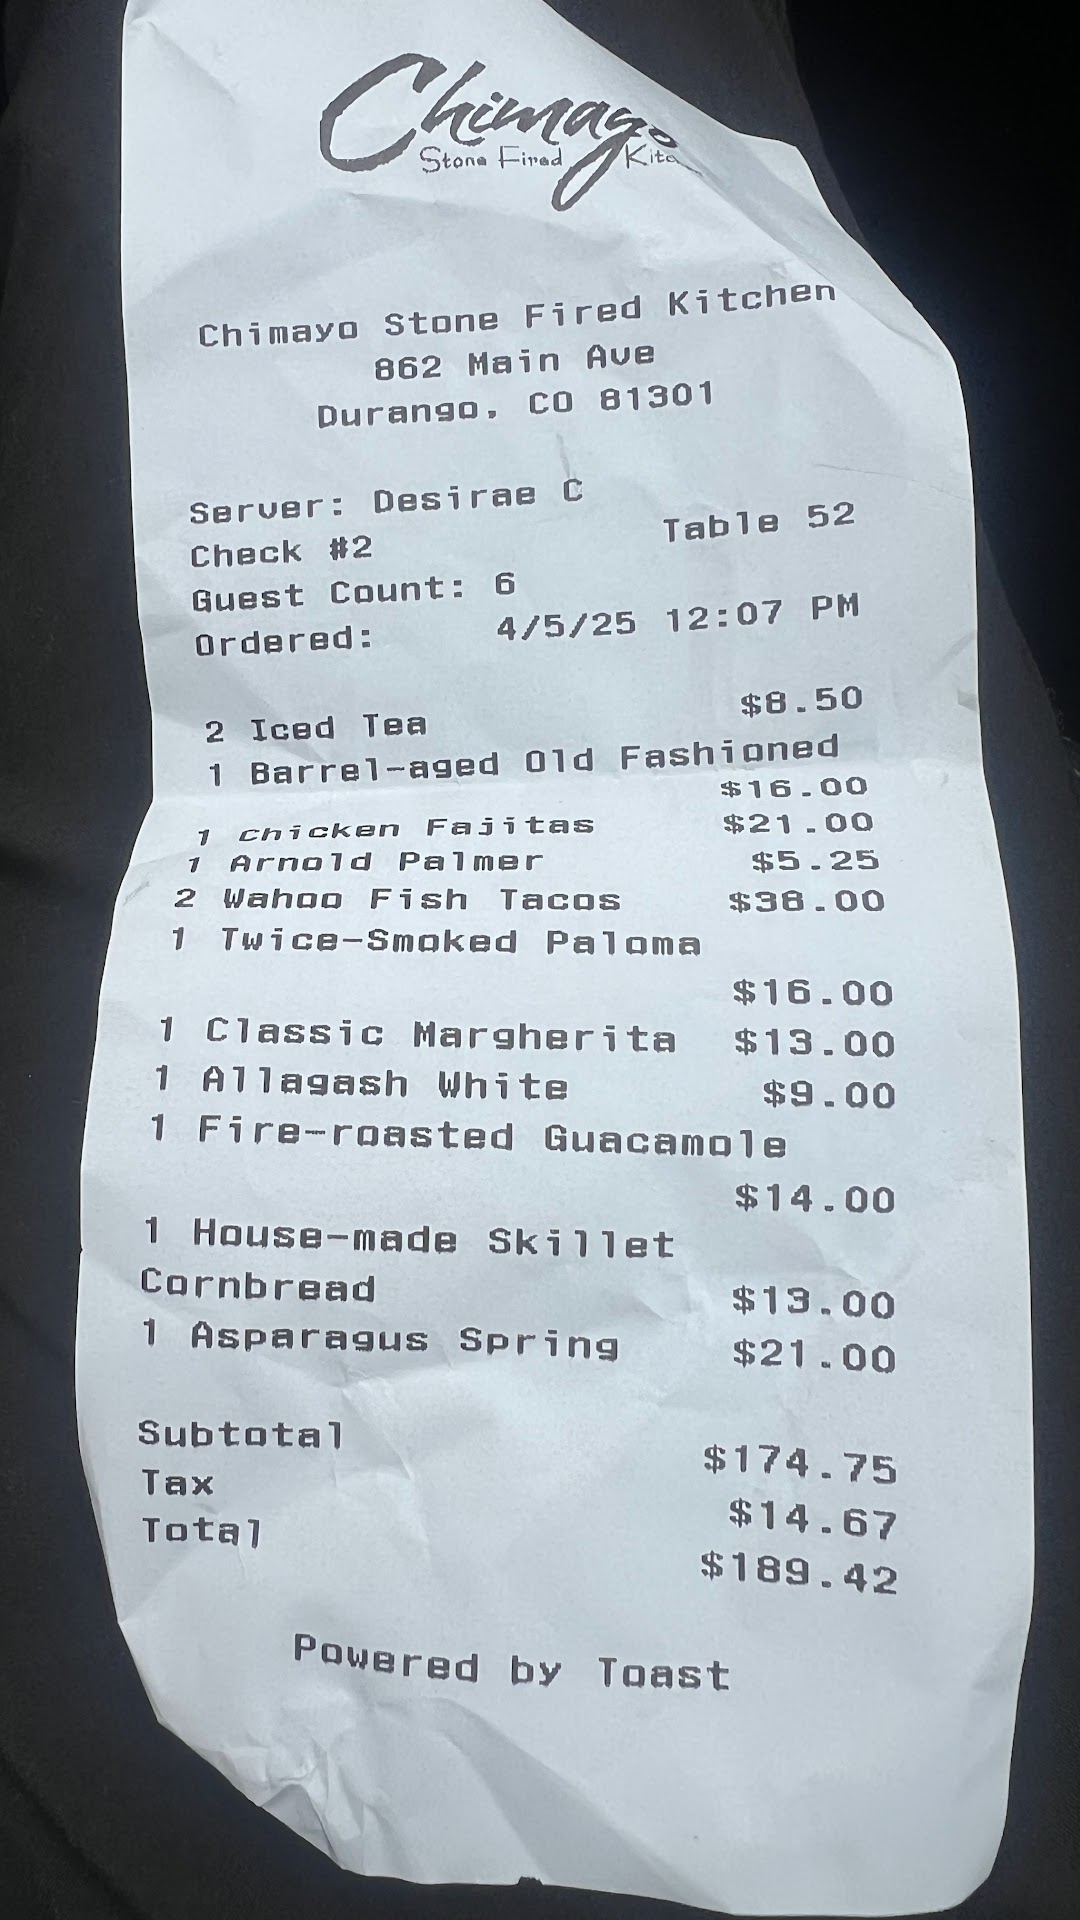 Chimayo
Stone Fired Kitc
Chimayo Stone Fired Kitchen
862 Main Ave
Durango, CO 81301
Server: Desirae C
Check #2 Table 52
Guest Count: 6
Ordered: 4/5/25 12:07 PM
2 Iced Tea $8.50
1 Barrel-aged Old Fashioned
$16.00
1 Chicken Fajitas $21.00
1 Arnold Palmer $5.25
2 Wahoo Fish Tacos $38.00
1 Twice-Smoked Paloma
$16.00
1 Classic Margherita $13.00
1 Allagash White $9.00
1 Fire-roasted Guacamole
$14.00
1 House-made Skillet
Cornbread $13.00
1 Asparagus Spring $21.00
Subtotal $174.75
Tax $14.67
Total $189.42
Powered by Toast